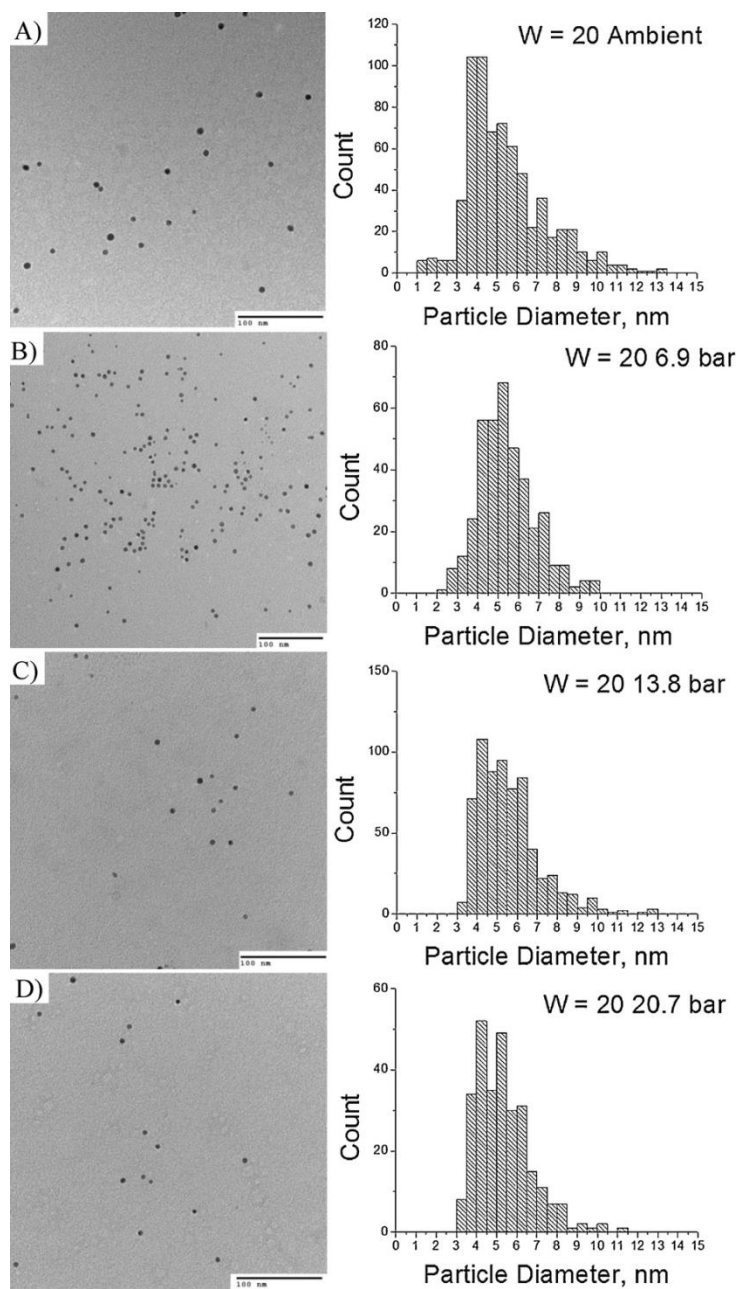 A)
100 nm
W = 20 Ambient
Count
120
100
80
60
40
20
0
0 1 2 3 4 5 6 7 8 9 10 11 12 13 14 15
Particle Diameter, nm
B)
100 nm
W = 20 6.9 bar
Count
80
60
40
20
0
0 1 2 3 4 5 6 7 8 9 10 11 12 13 14 15
Particle Diameter, nm
C)
100 nm
W = 20 13.8 bar
Count
150
100
50
0
0 1 2 3 4 5 6 7 8 9 10 11 12 13 14 15
Particle Diameter, nm
D)
100 nm
W = 20 20.7 bar
Count
60
40
20
0
0 1 2 3 4 5 6 7 8 9 10 11 12 13 14 15
Particle Diameter, nm